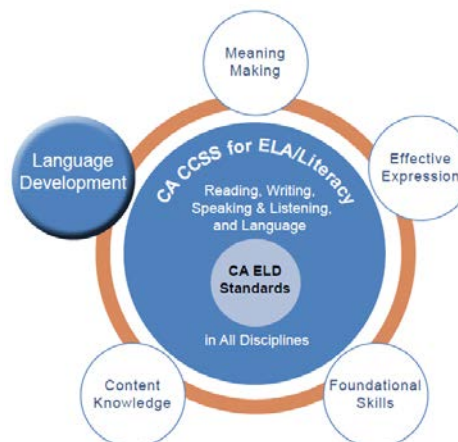 Meaning
Making
Language
Development
Effective
Expression
CA CCSS for ELA/Literacy
Reading, Writing,
Speaking & Listening,
and Language
CA ELD
Standards
in All Disciplines
Content
Knowledge
Foundational
Skills